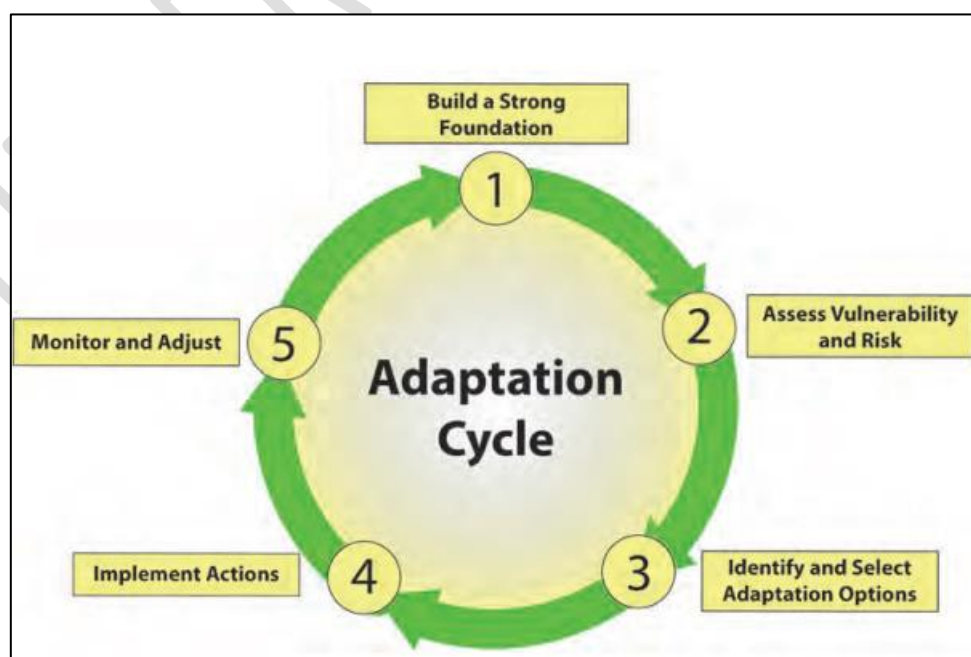 Build a Strong
Foundation
1
2
Assess Vulnerability
and Risk
Monitor and Adjust
5
Adaptation
Cycle
Implement Actions
4
3
Identify and Select
Adaptation Options